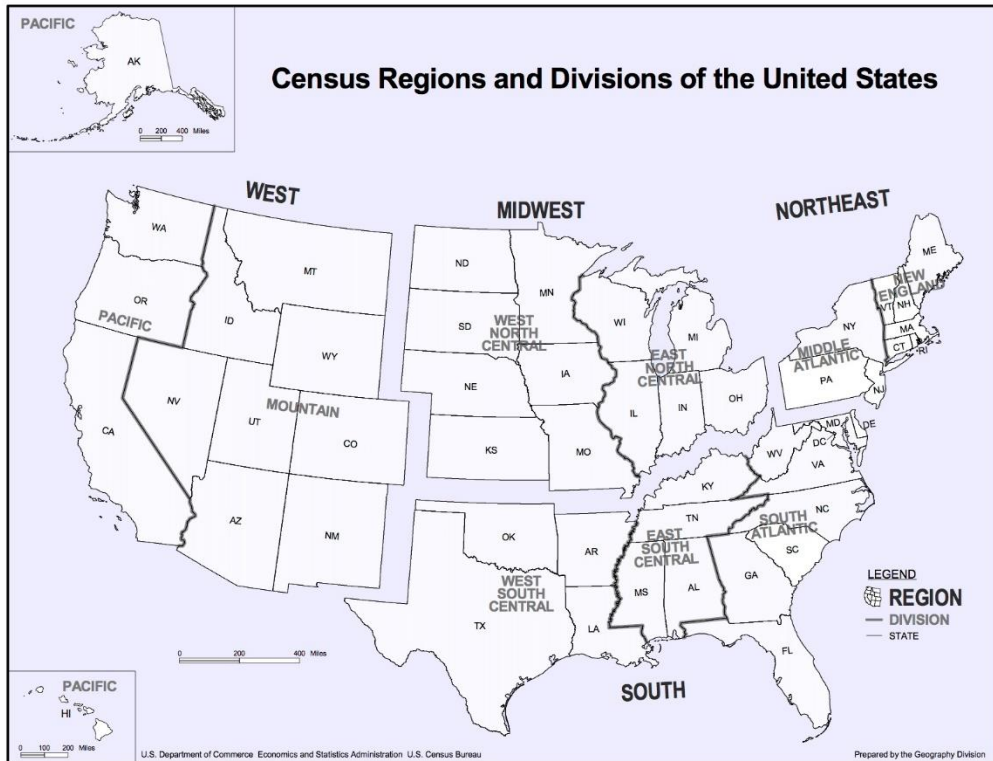 PACIFIC
AK
0 200 400 Miles
Census Regions and Divisions of the United States
WEST
MIDWEST
NORTHEAST
WA
MT
ND
MN
ME
OR
ID
SD
WI
MI
NY
VT
NH
NEW
ENGLAND
PACIFIC
WY
WEST
NORTH
CENTRAL
EAST
NORTH
CENTRAL
MIDDLE
ATLANTIC
MA
CT
RI
NE
IA
PA
NJ
NV
UT
MOUNTAIN
CO
IL
IN
OH
CA
KS
MO
WV
MD
DE
DC
VA
KY
AZ
NM
OK
AR
TN
NC
EAST
SOUTH
CENTRAL
SOUTH
ATLANTIC
SC
WEST
SOUTH
CENTRAL
MS
AL
GA
TX
LA
FL
LEGEND
REGION
DIVISION
STATE
0 200 400 Miles
SOUTH
PACIFIC
HI
0 100 200 Miles
U.S. Department of Commerce Economics and Statistics Administration U.S. Census Bureau
Prepared by the Geography Division